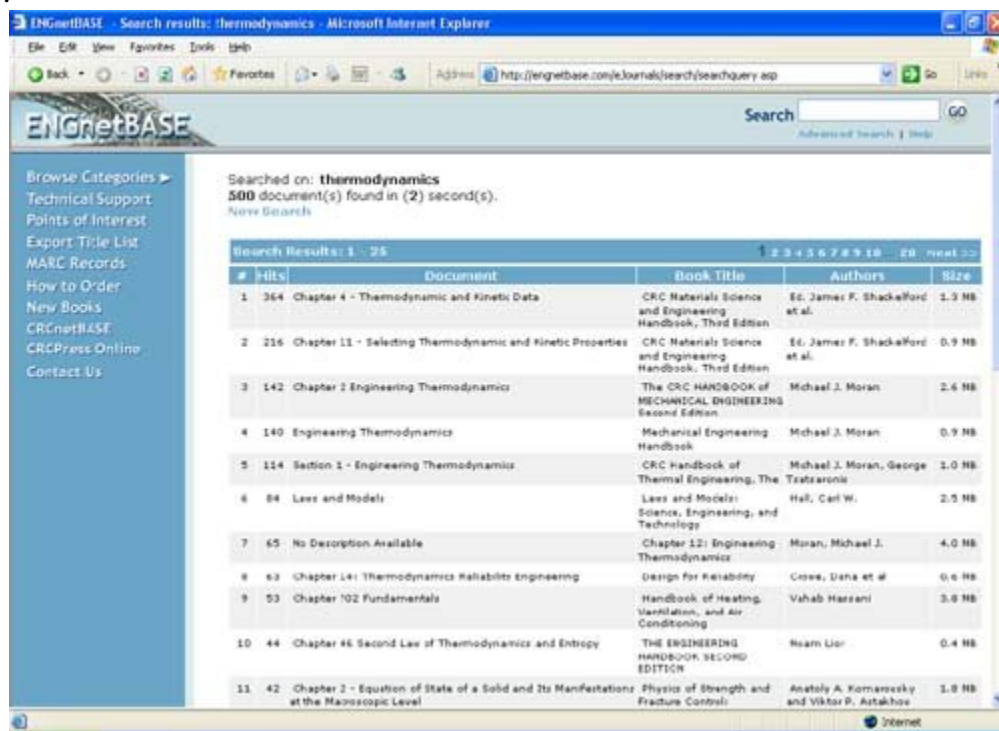 ENGnetBASE - Search results: thermodynamics - Microsoft Internet Explorer
File Edit View Favorites Tools Help
Back Favorites Address http://engnetbase.com/eJournals/search/searchquery.asp Go Links
ENGnetBASE
Search GO
Advanced Search | Help
Browse Categories
Technical Support
Points of Interest
Export Title List
MARC Records
How to Order
New Books
CRCnetBASE
CRCPress Online
Contact Us
Searched on: thermodynamics
500 document(s) found in (2) second(s).
New Search
Search Results: 1 - 25 1 2 3 4 5 6 7 8 9 10 ... 20 next >>
# Hits Document Book Title Authors Size
1 364 Chapter 4 - Thermodynamic and Kinetic Data CRC Materials Science Ed. James F. Shackelford 1.3 MB
and Engineering et al.
Handbook, Third Edition
2 216 Chapter 11 - Selecting Thermodynamic and Kinetic Properties CRC Materials Science Ed. James F. Shackelford 0.9 MB
and Engineering et al.
Handbook, Third Edition
3 142 Chapter 2 Engineering Thermodynamics The CRC HANDBOOK of Michael J. Moran 2.6 MB
MECHANICAL ENGINEERING
Second Edition
4 140 Engineering Thermodynamics Mechanical Engineering Michael J. Moran 0.9 MB
Handbook
5 114 Section 1 - Engineering Thermodynamics CRC Handbook of Michael J. Moran, George 1.0 MB
Thermal Engineering, The Tsatsaronis
6 84 Laws and Models Laws and Models: Hall, Carl W. 2.5 MB
Science, Engineering, and
Technology
7 65 No Description Available Chapter 12: Engineering Moran, Michael J. 4.0 MB
Thermodynamics
8 63 Chapter 14: Thermodynamics Reliability Engineering Design for Reliability Crowe, Dana et al 0.6 MB
9 53 Chapter 102 Fundamentals Handbook of Heating, Vahab Hassani 3.8 MB
Ventilation, and Air
Conditioning
10 44 Chapter 46 Second Law of Thermodynamics and Entropy THE ENGINEERING Noam Lior 0.4 MB
HANDBOOK SECOND
EDITION
11 42 Chapter 2 - Equation of State of a Solid and Its Manifestations Physics of Strength and Anatoly A. Komarovsky 1.8 MB
at the Macroscopic Level Fracture Control: and Viktor P. Astakhov
Internet